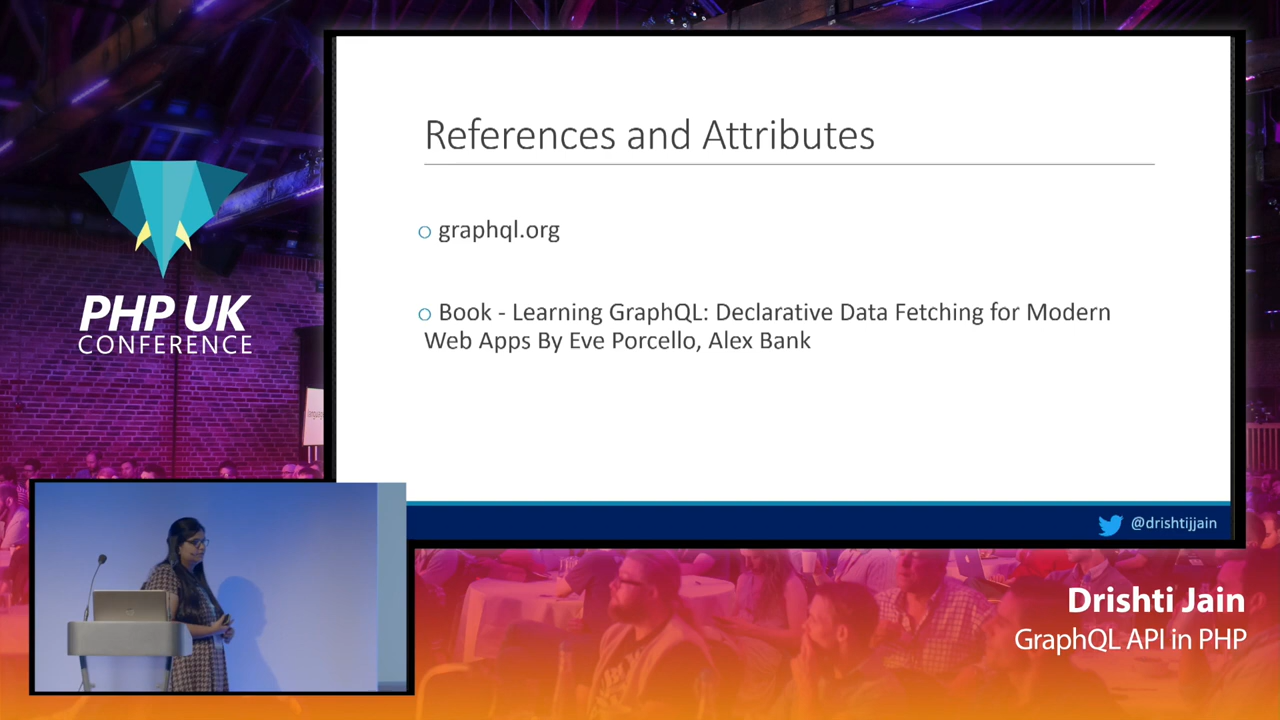 References and Attributes
o graphql.org
o Book - Learning GraphQL: Declarative Data Fetching for Modern
Web Apps By Eve Porcello, Alex Bank
@drishtijjain
PHP UK
CONFERENCE
Drishti Jain
GraphQL API in PHP